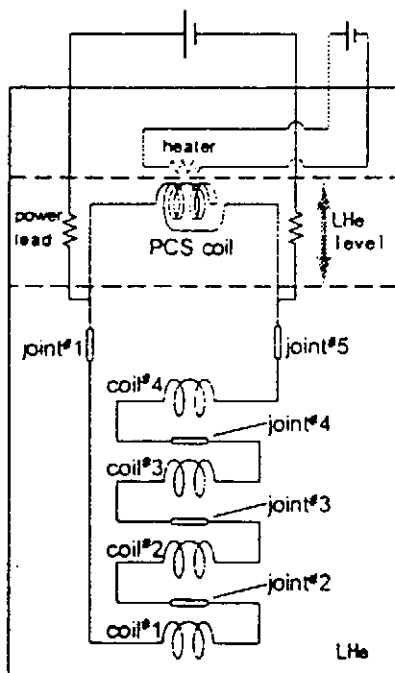 heater
power
lead
PCS coil
LHe
level
joint#1
joint#5
coil#4
joint#4
coil#3
joint#3
coil#2
joint#2
coil#1
LHe